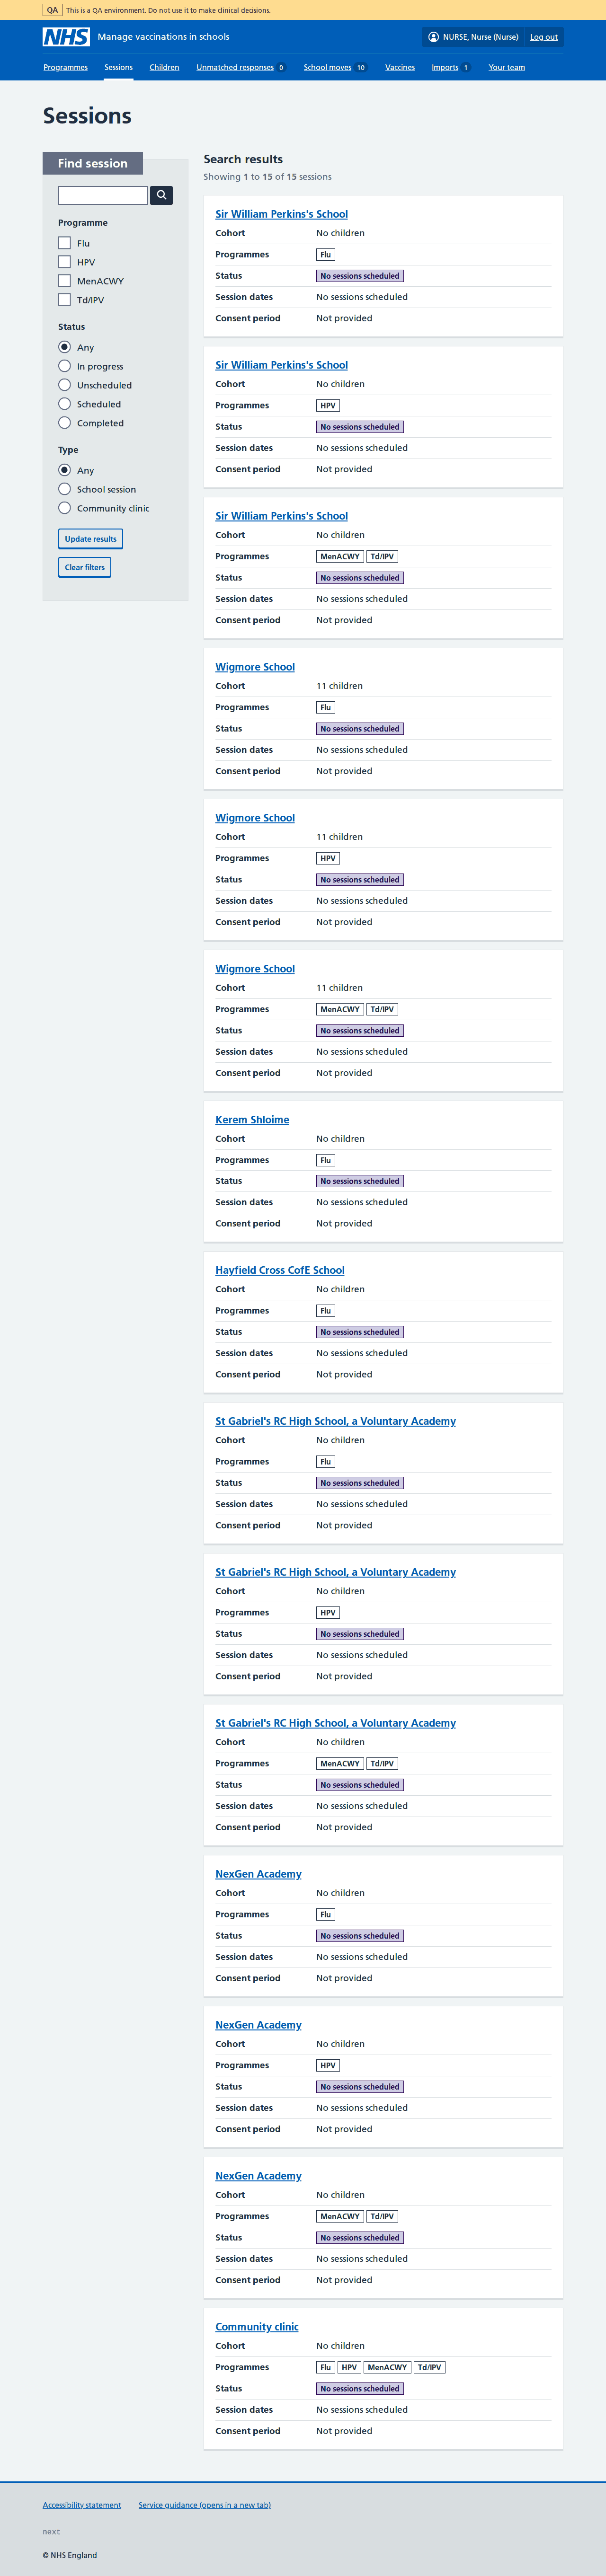 QA This is a QA environment. Do not use it to make clinical decisions.
NHS Manage vaccinations in schools
NURSE, Nurse (Nurse) Log out
Programmes Sessions Children Unmatched responses 0 School moves 10 Vaccines Imports 1 Your team
Sessions
Find session
Programme
Flu
HPV
MenACWY
Td/IPV
Status
Any
In progress
Unscheduled
Scheduled
Completed
Type
Any
School session
Community clinic
Update results
Clear filters
Search results
Showing 1 to 15 of 15 sessions
Sir William Perkins's School
Cohort No children
Programmes Flu
Status No sessions scheduled
Session dates No sessions scheduled
Consent period Not provided
Sir William Perkins's School
Cohort No children
Programmes HPV
Status No sessions scheduled
Session dates No sessions scheduled
Consent period Not provided
Sir William Perkins's School
Cohort No children
Programmes MenACWY Td/IPV
Status No sessions scheduled
Session dates No sessions scheduled
Consent period Not provided
Wigmore School
Cohort 11 children
Programmes Flu
Status No sessions scheduled
Session dates No sessions scheduled
Consent period Not provided
Wigmore School
Cohort 11 children
Programmes HPV
Status No sessions scheduled
Session dates No sessions scheduled
Consent period Not provided
Wigmore School
Cohort 11 children
Programmes MenACWY Td/IPV
Status No sessions scheduled
Session dates No sessions scheduled
Consent period Not provided
Kerem Shloime
Cohort No children
Programmes Flu
Status No sessions scheduled
Session dates No sessions scheduled
Consent period Not provided
Hayfield Cross CofE School
Cohort No children
Programmes Flu
Status No sessions scheduled
Session dates No sessions scheduled
Consent period Not provided
St Gabriel's RC High School, a Voluntary Academy
Cohort No children
Programmes Flu
Status No sessions scheduled
Session dates No sessions scheduled
Consent period Not provided
St Gabriel's RC High School, a Voluntary Academy
Cohort No children
Programmes HPV
Status No sessions scheduled
Session dates No sessions scheduled
Consent period Not provided
St Gabriel's RC High School, a Voluntary Academy
Cohort No children
Programmes MenACWY Td/IPV
Status No sessions scheduled
Session dates No sessions scheduled
Consent period Not provided
NexGen Academy
Cohort No children
Programmes Flu
Status No sessions scheduled
Session dates No sessions scheduled
Consent period Not provided
NexGen Academy
Cohort No children
Programmes HPV
Status No sessions scheduled
Session dates No sessions scheduled
Consent period Not provided
NexGen Academy
Cohort No children
Programmes MenACWY Td/IPV
Status No sessions scheduled
Session dates No sessions scheduled
Consent period Not provided
Community clinic
Cohort No children
Programmes Flu HPV MenACWY Td/IPV
Status No sessions scheduled
Session dates No sessions scheduled
Consent period Not provided
Accessibility statement Service guidance (opens in a new tab)
next
© NHS England